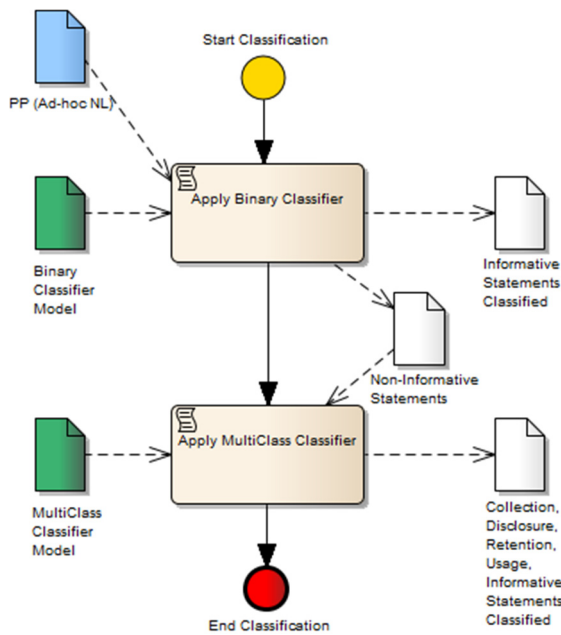 Start Classification
PP (Ad-hoc NL)
Apply Binary Classifier
Binary
Classifier
Model
Informative
Statements
Classified
Non-Informative
Statements
Apply MultiClass Classifier
MultiClass
Classifier
Model
Collection,
Disclosure,
Retention,
Usage,
Informative
Statements
Classified
End Classification